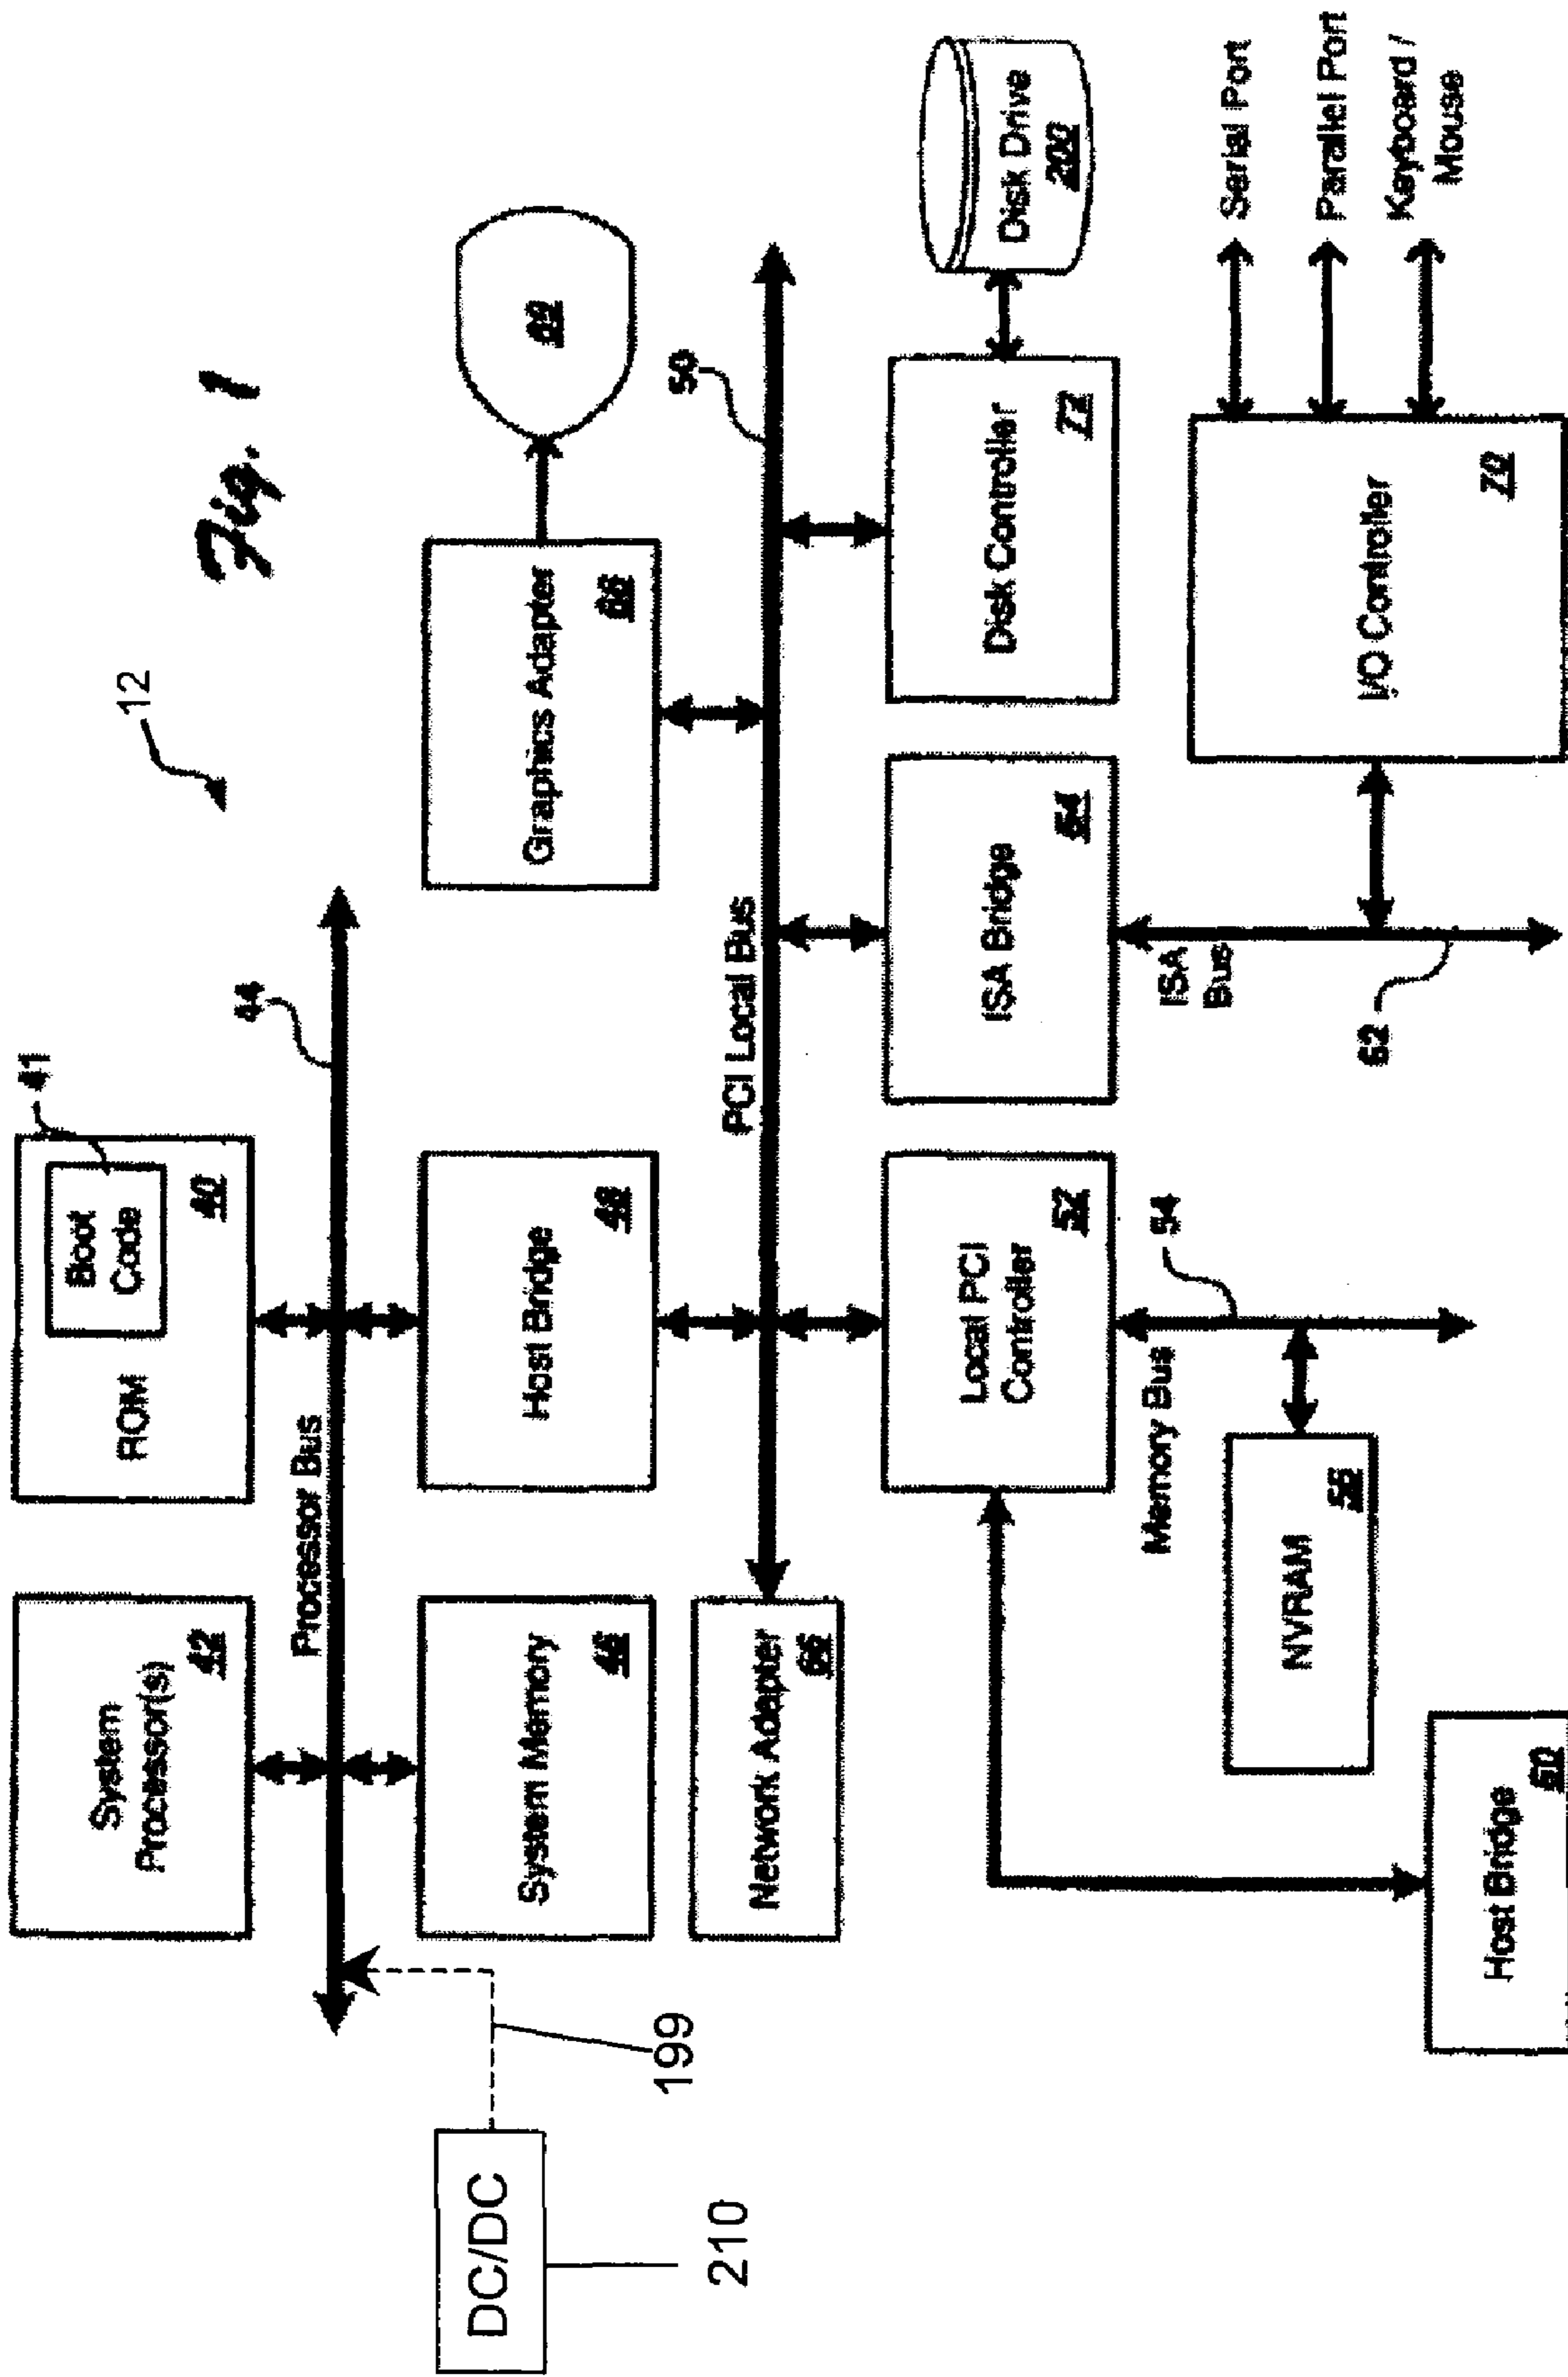 System
Processor(s)
42
ROM
Boot
Code
40
41
12
Fig. 1
Processor Bus
44
DC/DC
210
199
System Memory
46
Host Bridge
48
Graphics Adapter
68
69
Network Adapter
66
PCI Local Bus
50
Local PCI
Controller
52
ISA Bridge
64
Disk Controller
72
Disk Drive
200
Memory Bus
54
NVRAM
56
ISA
Bus
62
I/O Controller
70
Serial Port
Parallel Port
Keyboard /
Mouse
Host Bridge
60